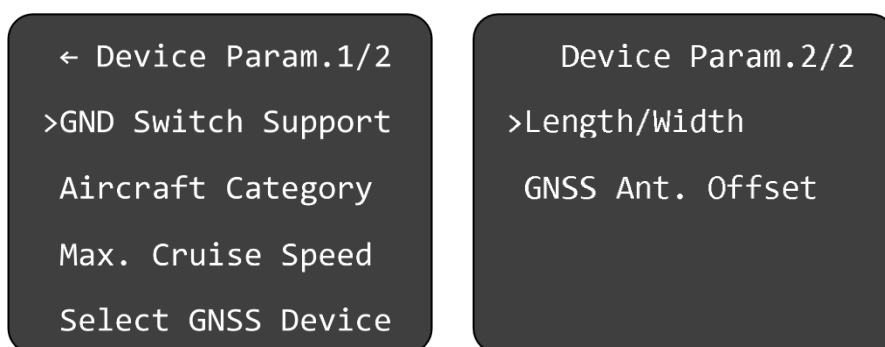 ← Device Param.1/2
>GND Switch Support
Aircraft Category
Max. Cruise Speed
Select GNSS Device
Device Param.2/2
>Length/Width
GNSS Ant. Offset